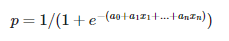 p = 1/(1 + e^{-(a_0+a_1x_1+...+a_nx_n)})